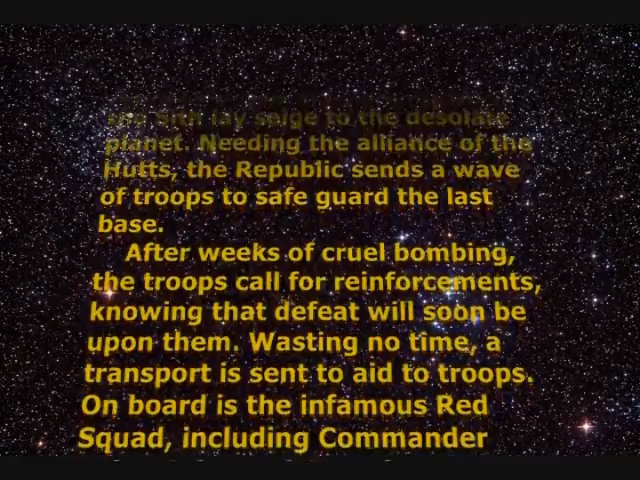 the Sith lay seige to the desolate
planet. Needing the alliance of the
Hutts, the Republic sends a wave
of troops to safe guard the last
base.
After weeks of cruel bombing,
the troops call for reinforcements,
knowing that defeat will soon be
upon them. Wasting no time, a
transport is sent to aid to troops.
On board is the infamous Red
Squad, including Commander